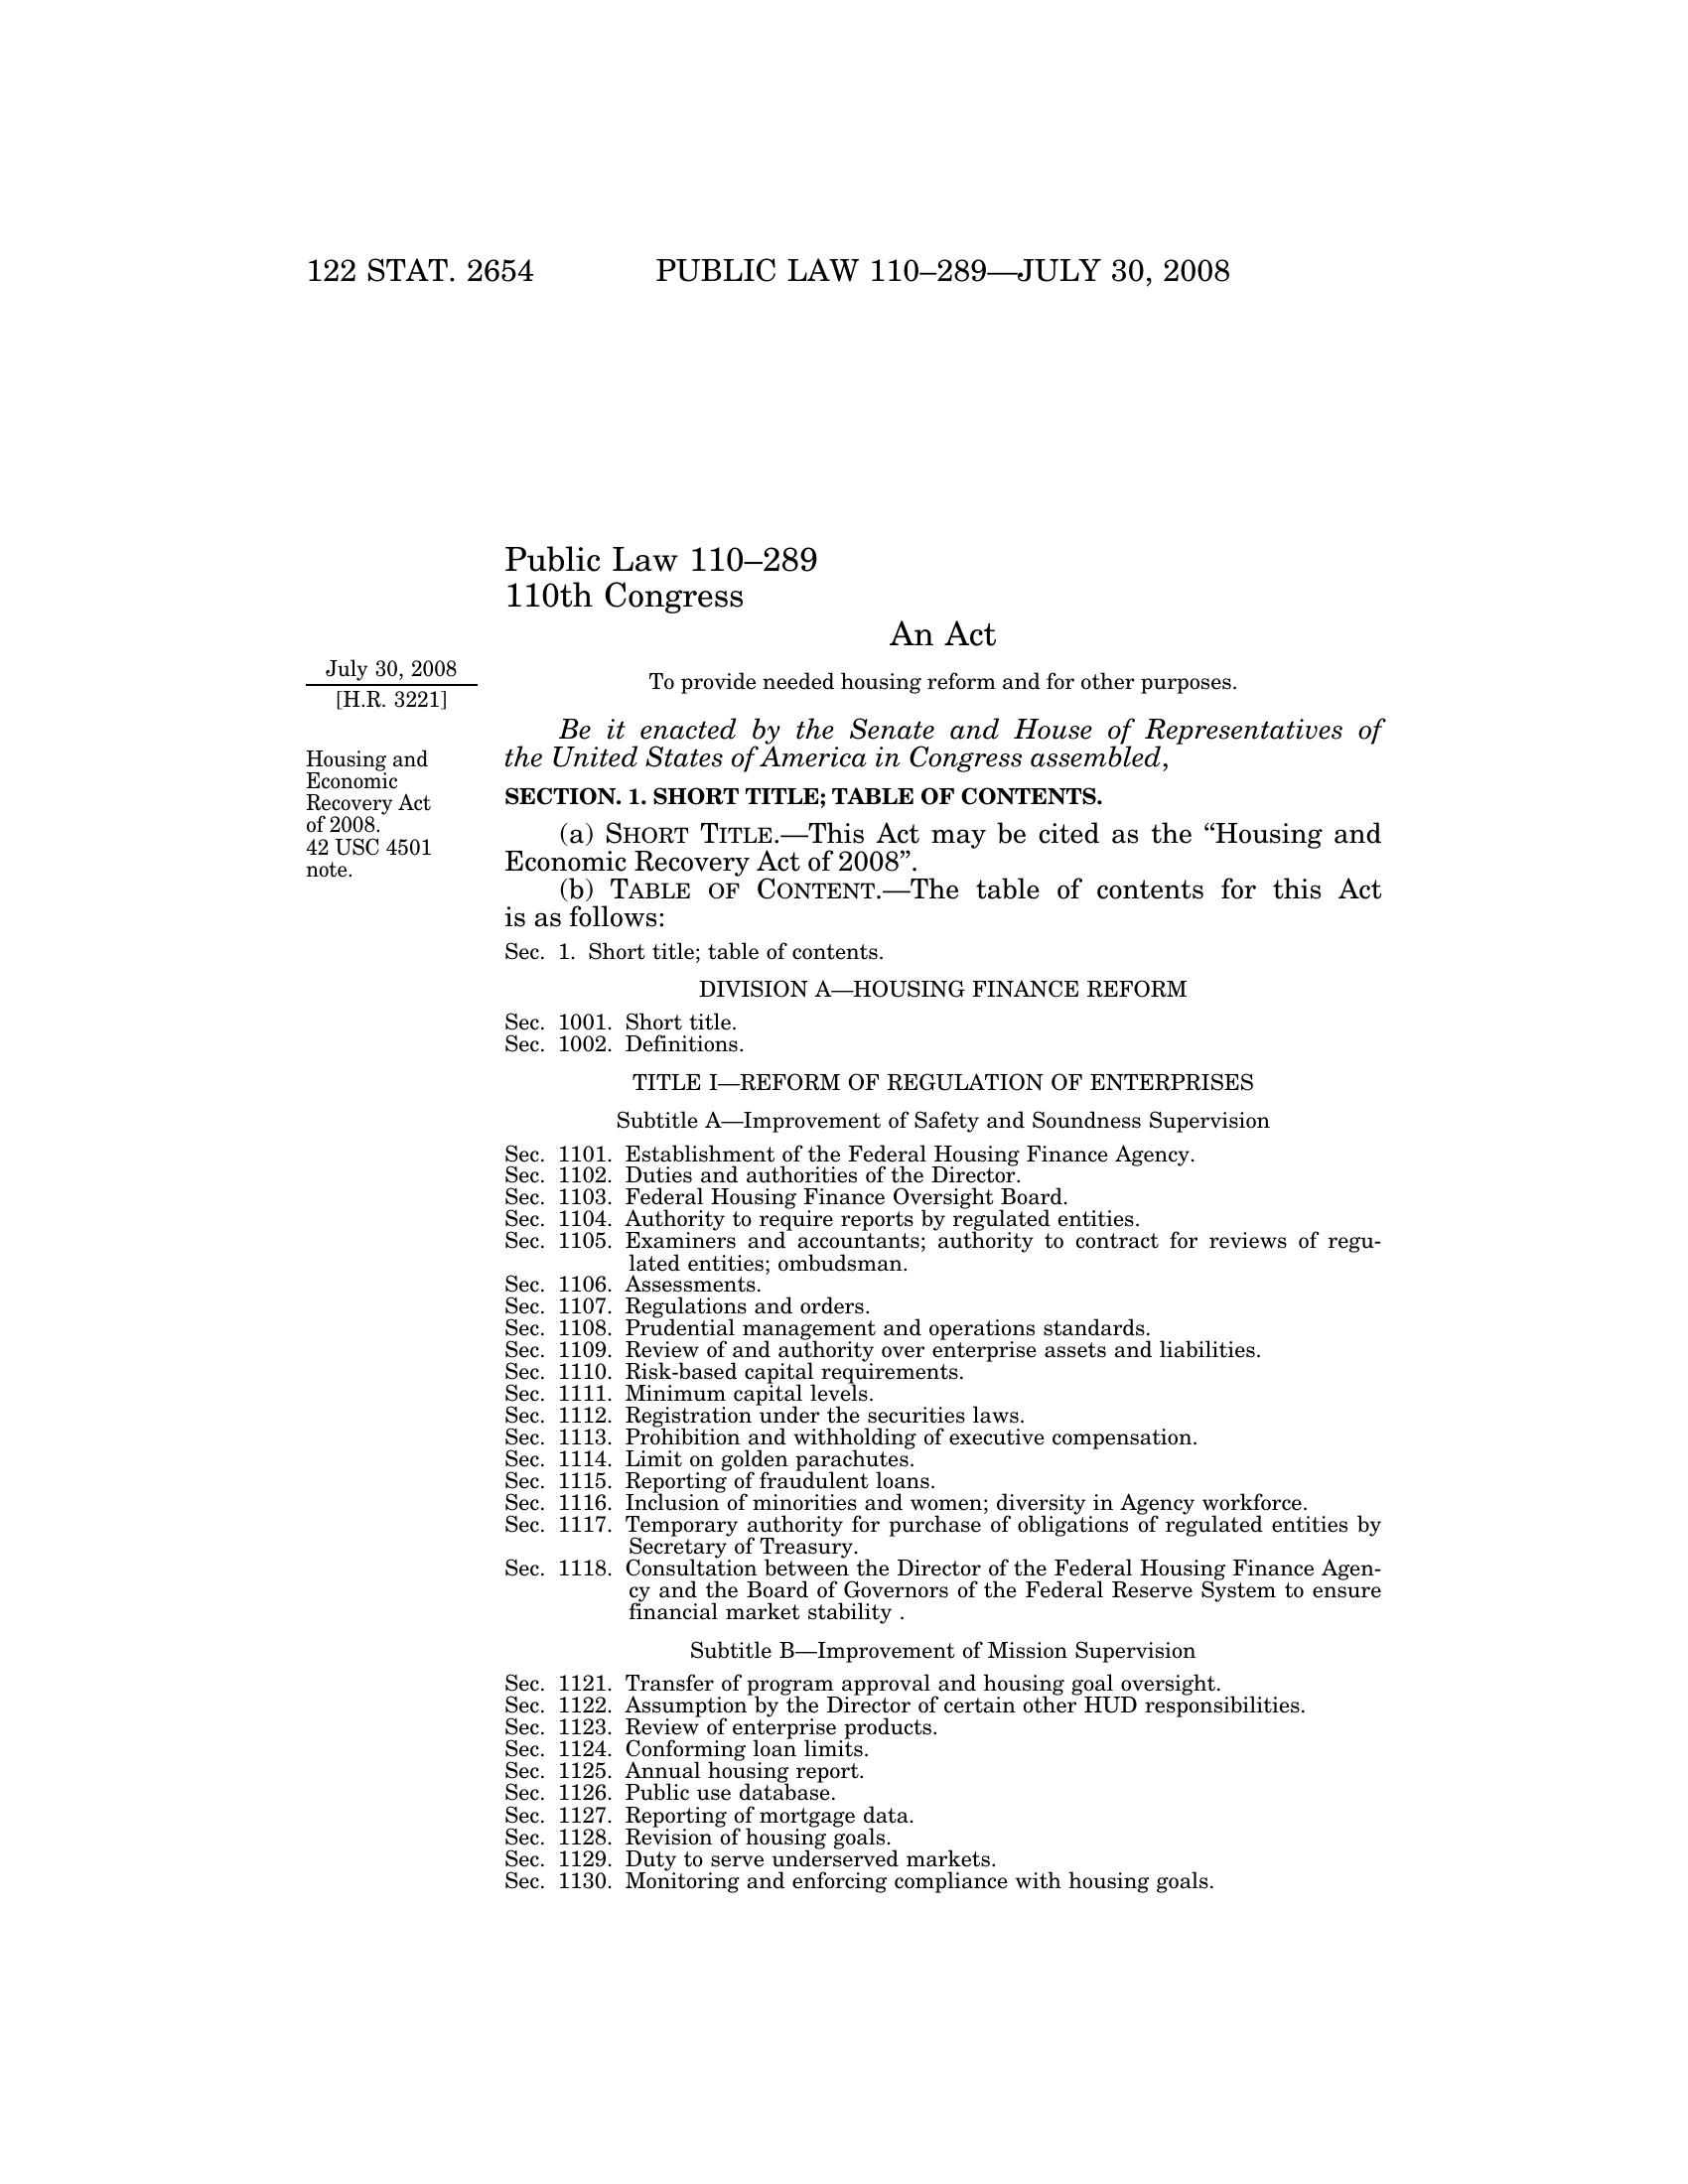 122 STAT. 2654 PUBLIC LAW 110–289—JULY 30, 2008
Public Law 110–289
110th Congress
An Act
July 30, 2008
[H.R. 3221]
To provide needed housing reform and for other purposes.
Be it enacted by the Senate and House of Representatives of
the United States of America in Congress assembled,
Housing and
Economic
Recovery Act
of 2008.
42 USC 4501
note.
SECTION. 1. SHORT TITLE; TABLE OF CONTENTS.
(a) SHORT TITLE.—This Act may be cited as the “Housing and
Economic Recovery Act of 2008”.
(b) TABLE OF CONTENT.—The table of contents for this Act
is as follows:
Sec. 1. Short title; table of contents.
DIVISION A—HOUSING FINANCE REFORM
Sec. 1001. Short title.
Sec. 1002. Definitions.
TITLE I—REFORM OF REGULATION OF ENTERPRISES
Subtitle A—Improvement of Safety and Soundness Supervision
Sec. 1101. Establishment of the Federal Housing Finance Agency.
Sec. 1102. Duties and authorities of the Director.
Sec. 1103. Federal Housing Finance Oversight Board.
Sec. 1104. Authority to require reports by regulated entities.
Sec. 1105. Examiners and accountants; authority to contract for reviews of regu-
lated entities; ombudsman.
Sec. 1106. Assessments.
Sec. 1107. Regulations and orders.
Sec. 1108. Prudential management and operations standards.
Sec. 1109. Review of and authority over enterprise assets and liabilities.
Sec. 1110. Risk-based capital requirements.
Sec. 1111. Minimum capital levels.
Sec. 1112. Registration under the securities laws.
Sec. 1113. Prohibition and withholding of executive compensation.
Sec. 1114. Limit on golden parachutes.
Sec. 1115. Reporting of fraudulent loans.
Sec. 1116. Inclusion of minorities and women; diversity in Agency workforce.
Sec. 1117. Temporary authority for purchase of obligations of regulated entities by
Secretary of Treasury.
Sec. 1118. Consultation between the Director of the Federal Housing Finance Agen-
cy and the Board of Governors of the Federal Reserve System to ensure
financial market stability .
Subtitle B—Improvement of Mission Supervision
Sec. 1121. Transfer of program approval and housing goal oversight.
Sec. 1122. Assumption by the Director of certain other HUD responsibilities.
Sec. 1123. Review of enterprise products.
Sec. 1124. Conforming loan limits.
Sec. 1125. Annual housing report.
Sec. 1126. Public use database.
Sec. 1127. Reporting of mortgage data.
Sec. 1128. Revision of housing goals.
Sec. 1129. Duty to serve underserved markets.
Sec. 1130. Monitoring and enforcing compliance with housing goals.